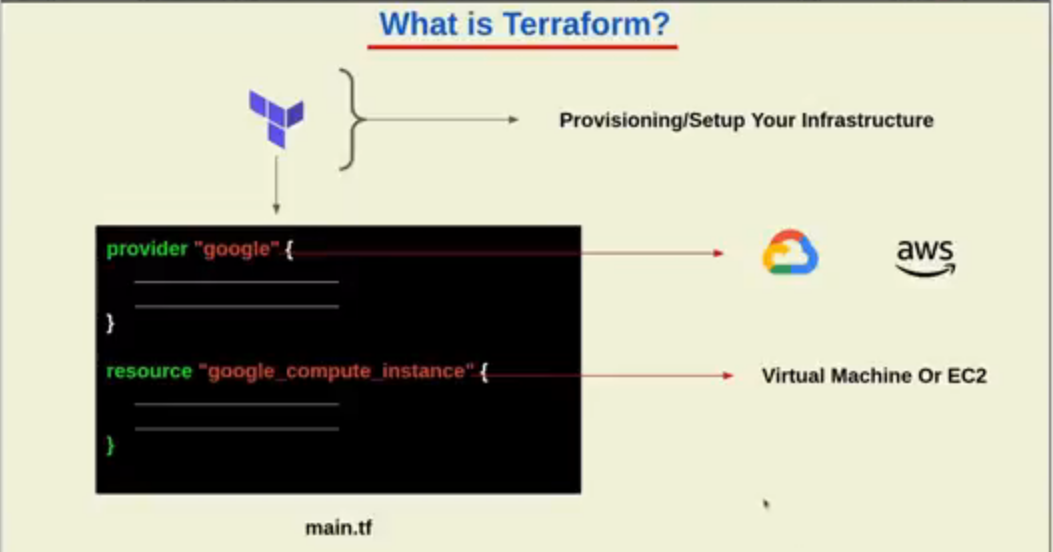 What is Terraform?
Provisioning/Setup Your Infrastructure
provider "google" {
}
aws
resource "google_compute_instance" {
}
Virtual Machine Or EC2
main.tf